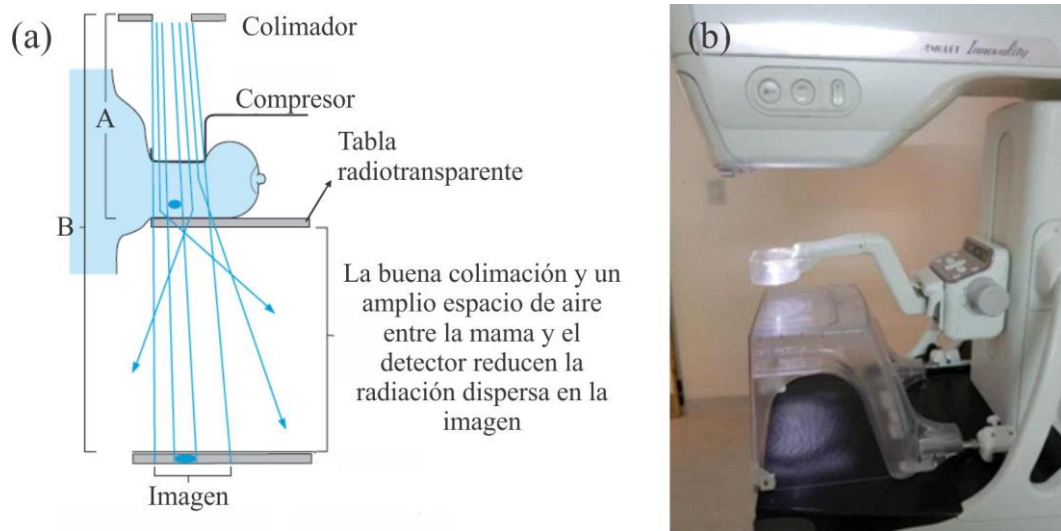 (a)
Colimador
A
Compresor
Tabla
radiotransparente
B
La buena colimación y un
amplio espacio de aire
entre la mama y el
detector reducen la
radiación dispersa en la
imagen
Imagen
(b)
Innovality